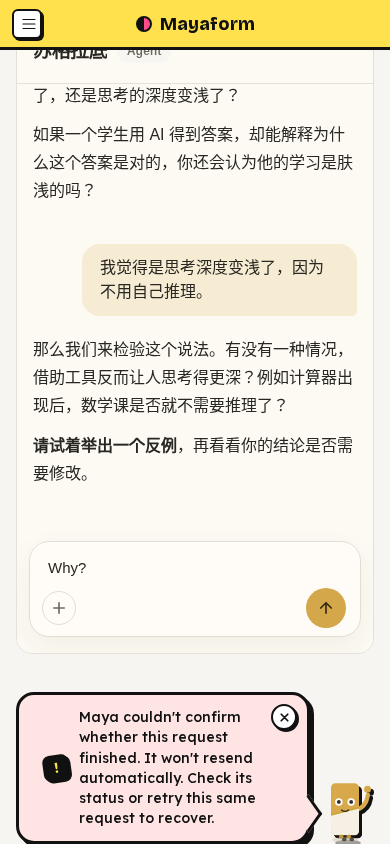 Mayaform
苏格拉底 Agent
了，还是思考的深度变浅了？
如果一个学生用 AI 得到答案，却能解释为什
么这个答案是对的，你还会认为他的学习是肤
浅的吗？
我觉得是思考深度变浅了，因为
不用自己推理。
那么我们来检验这个说法。有没有一种情况，
借助工具反而让人思考得更深？例如计算器出
现后，数学课是否就不需要推理了？
请试着举出一个反例，再看看你的结论是否需
要修改。
Why?
Maya couldn't confirm
whether this request
finished. It won't resend
automatically. Check its
status or retry this same
request to recover.